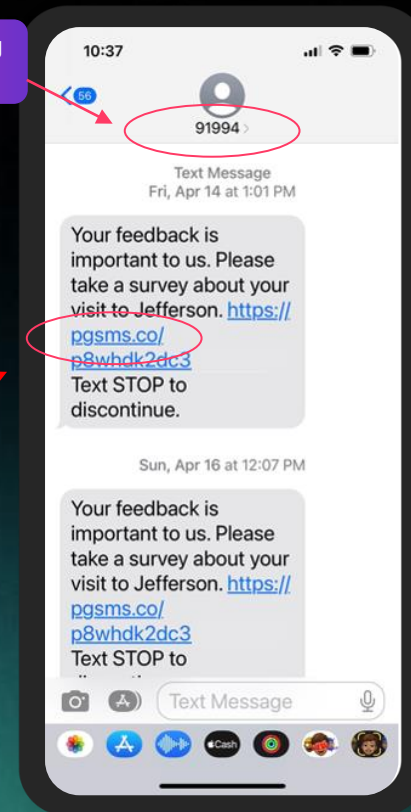 10:37
56
91994 >
Text Message
Fri, Apr 14 at 1:01 PM
Your feedback is
important to us. Please
take a survey about your
visit to Jefferson. https://
pgsms.co/
p8whdk2dc3
Text STOP to
discontinue.
Sun, Apr 16 at 12:07 PM
Your feedback is
important to us. Please
take a survey about your
visit to Jefferson. https://
pgsms.co/
p8whdk2dc3
Text STOP to
Text Message
Cash